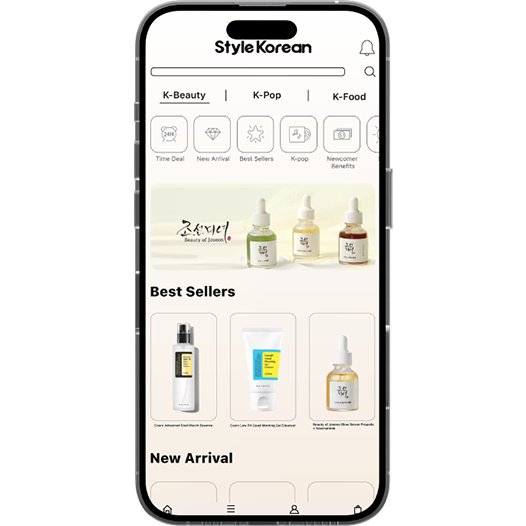 StyleKorean
K-Beauty | K-Pop | K-Food
24H
Time Deal New Arrival Best Sellers K-pop Newcomer
Benefits
조선미녀
Beauty of Joseon
Best Sellers
Cosrx Advanced Snail Mucin Essence Cosrx Low PH Good Morning Gel Cleanser Beauty of Joseon Glow Serum Propolis
+ Niacinamide
New Arrival